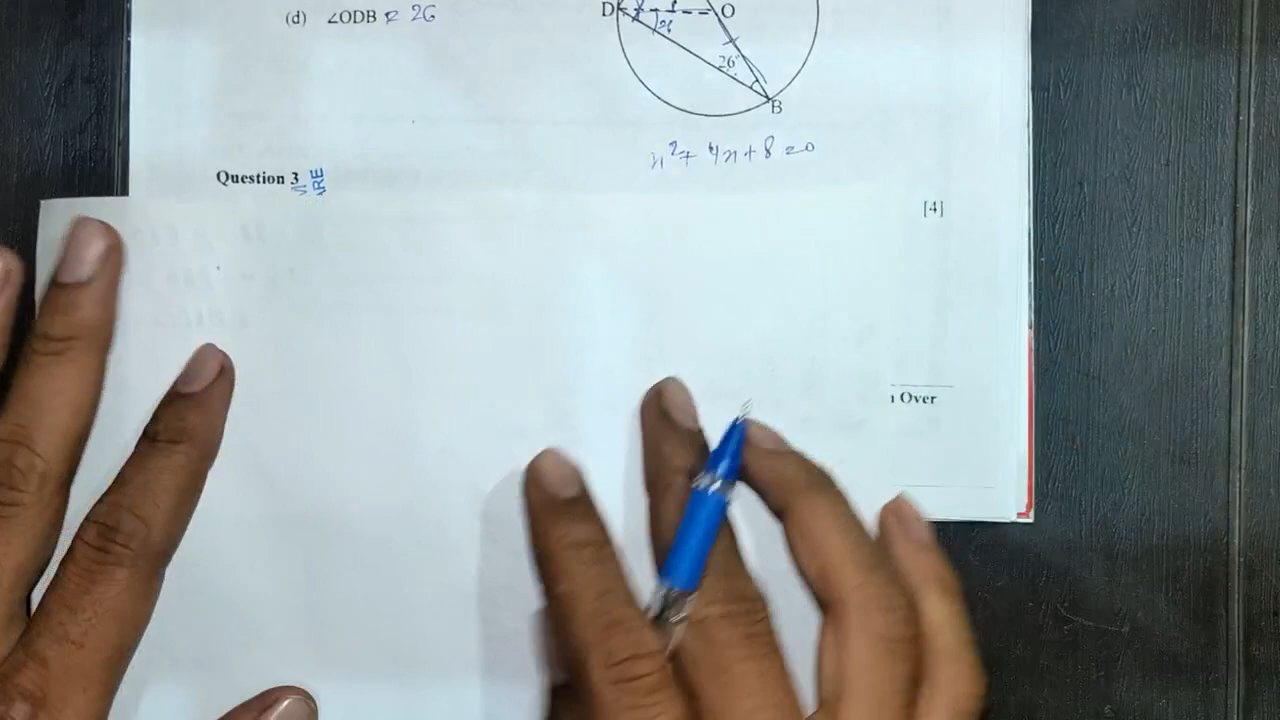 (d) ∠ODB = 26
D O
26
26°
B
x²+ 4x+8=0
Question 3
[4]
Over